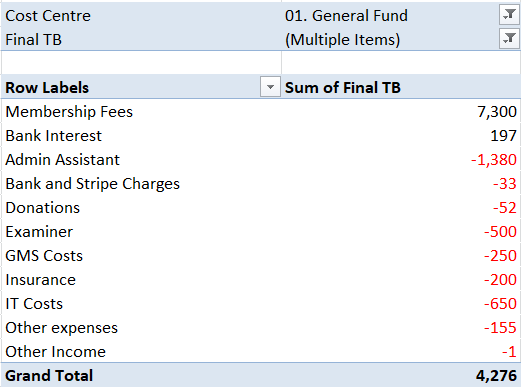 Cost Centre 01. General Fund
Final TB (Multiple Items)
Row Labels Sum of Final TB
Membership Fees 7,300
Bank Interest 197
Admin Assistant -1,380
Bank and Stripe Charges -33
Donations -52
Examiner -500
GMS Costs -250
Insurance -200
IT Costs -650
Other expenses -155
Other Income -1
Grand Total 4,276